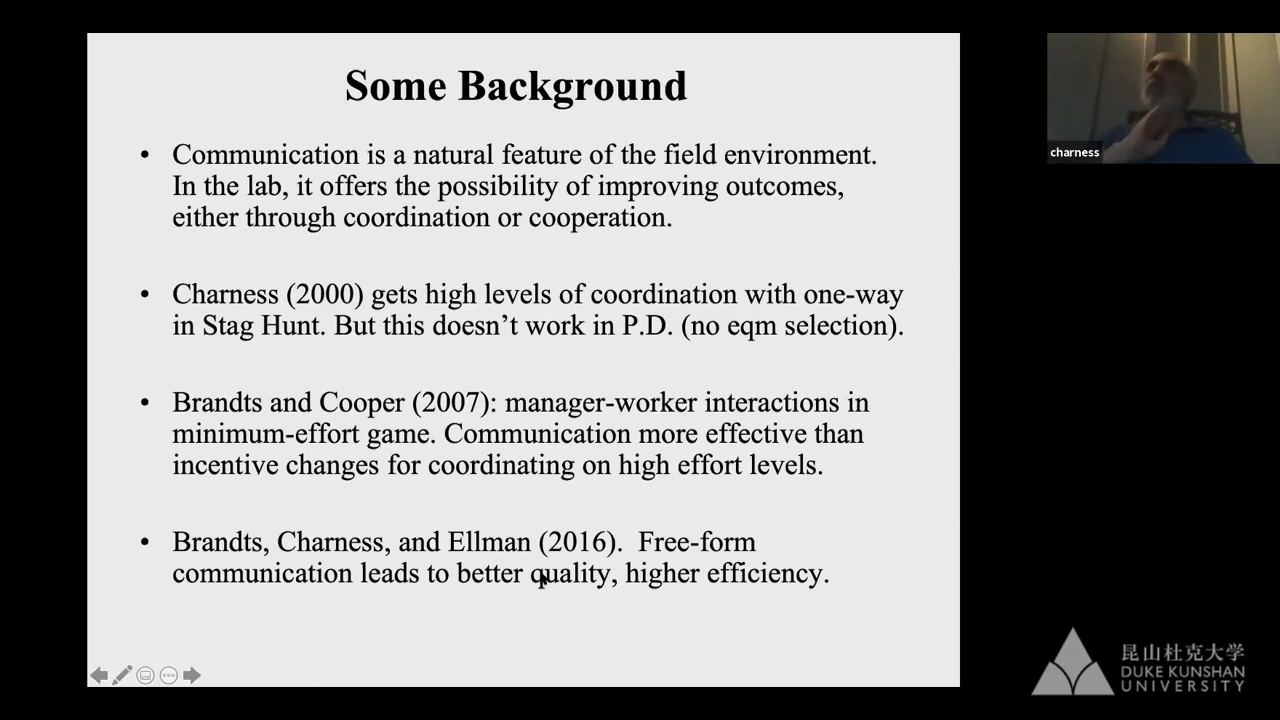 Some Background
• Communication is a natural feature of the field environment.
In the lab, it offers the possibility of improving outcomes,
either through coordination or cooperation.
• Charness (2000) gets high levels of coordination with one-way
in Stag Hunt. But this doesn't work in P.D. (no eqm selection).
• Brandts and Cooper (2007): manager-worker interactions in
minimum-effort game. Communication more effective than
incentive changes for coordinating on high effort levels.
• Brandts, Charness, and Ellman (2016).  Free-form
communication leads to better quality, higher efficiency.
charness
昆山杜克大学
DUKE KUNSHAN
UNIVERSITY